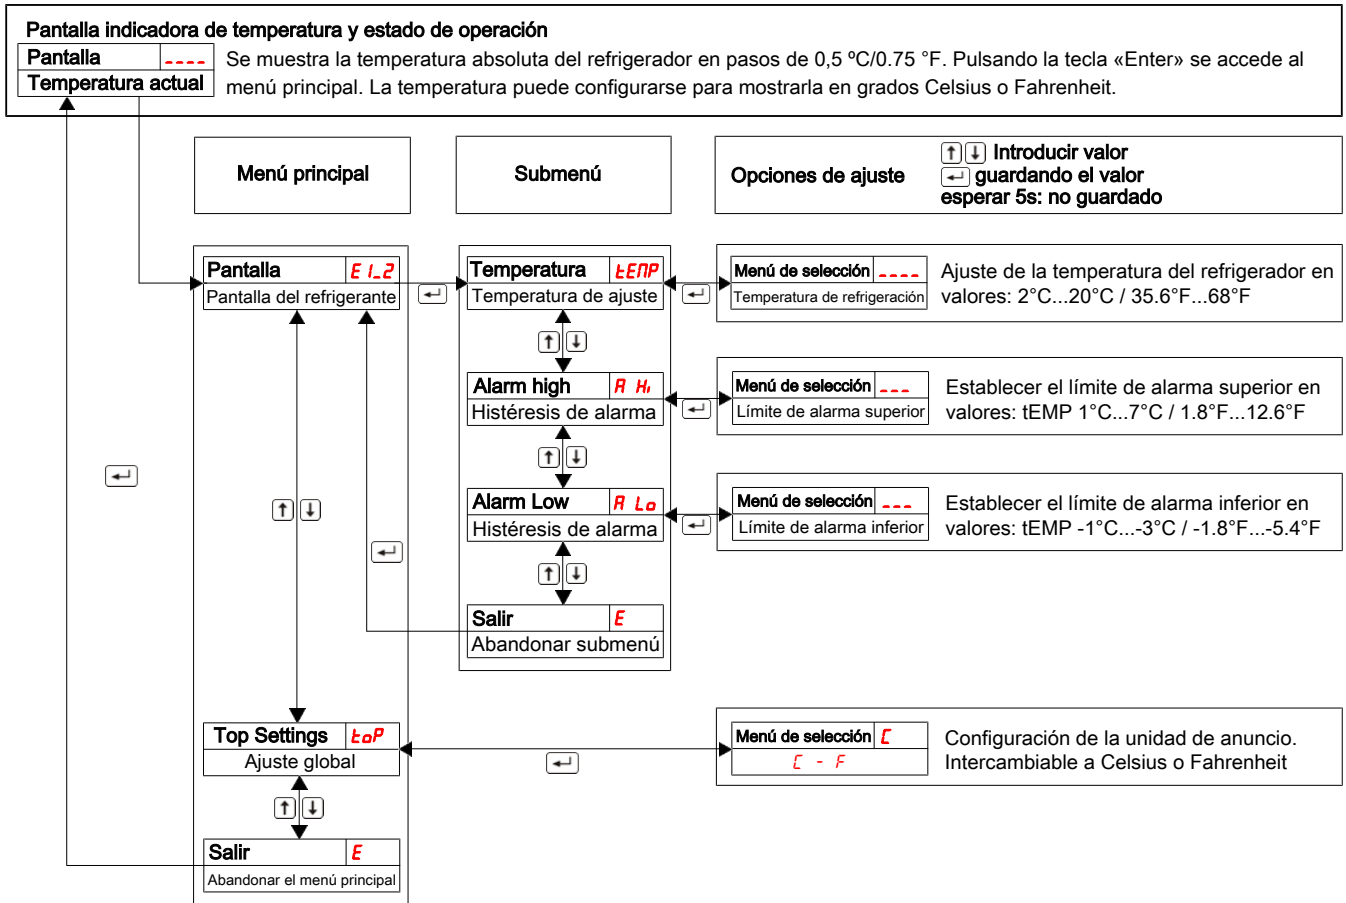 Pantalla indicadora de temperatura y estado de operación
Pantalla ----
Temperatura actual
Se muestra la temperatura absoluta del refrigerador en pasos de 0,5 ºC/0.75 °F. Pulsando la tecla «Enter» se accede al
menú principal. La temperatura puede configurarse para mostrarla en grados Celsius o Fahrenheit.
Menú principal
Submenú
Opciones de ajuste
↑ ↓ Introducir valor
↵ guardando el valor
esperar 5s: no guardado
Pantalla E1_2
Pantalla del refrigerante
Temperatura tEMP
Temperatura de ajuste
Menú de selección ----
Temperatura de refrigeración
Ajuste de la temperatura del refrigerador en
valores: 2°C...20°C / 35.6°F...68°F
Alarm high A Hi
Histéresis de alarma
Menú de selección ---
Límite de alarma superior
Establecer el límite de alarma superior en
valores: tEMP 1°C...7°C / 1.8°F...12.6°F
Alarm Low A Lo
Histéresis de alarma
Menú de selección ---
Límite de alarma inferior
Establecer el límite de alarma inferior en
valores: tEMP -1°C...-3°C / -1.8°F...-5.4°F
Salir E
Abandonar submenú
Top Settings toP
Ajuste global
Menú de selección C
C - F
Configuración de la unidad de anuncio.
Intercambiable a Celsius o Fahrenheit
Salir E
Abandonar el menú principal